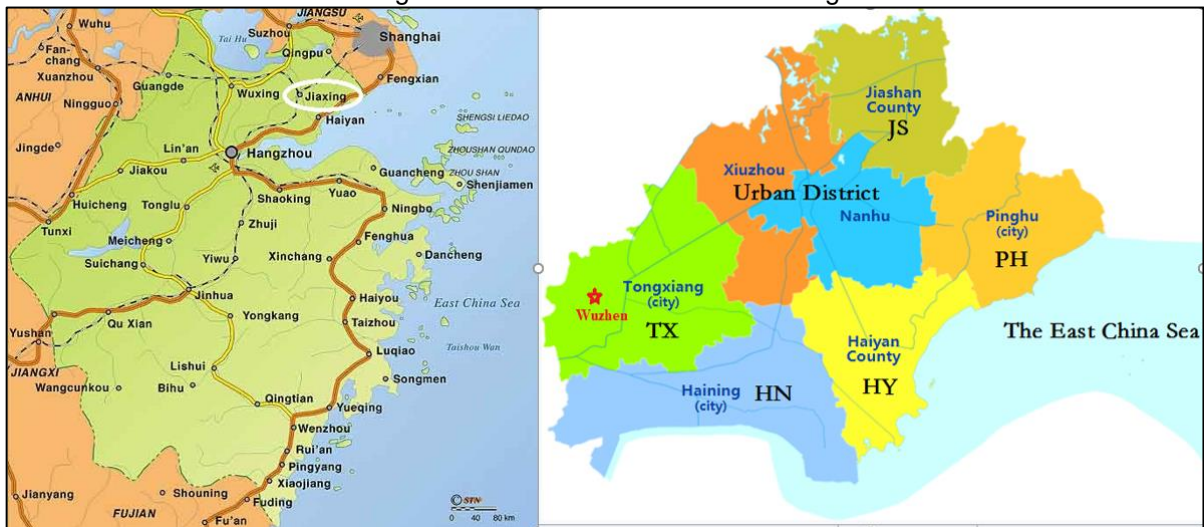 JIANGSU
Wuhu
Suzhou
Tai Hu
Shanghai
Fan-
chang
Qingpu
Xuanzhou
Guangde
Fengxian
ANHUI
Ningguo
Wuxing
Jiaxing
Haiyan
SHENGSI LIEDAO
Jingde
Lin'an
Hangzhou
ZHOUSHAN QUNDAO
Jiakou
Guancheng
ZHOU SHAN
Shenjiamen
Huicheng
Tonglu
Shaoking
Yuao
Ningbo
Tunxi
Zhuji
Meicheng
Fenghua
Suichang
Yiwu
Xinchang
Dancheng
Jinhua
Haiyou
East China Sea
Qu Xian
Yongkang
Taizhou
Yushan
Taishou Wan
JIANGXI
Lishui
Luqiao
Wangcunkou
Bihu
Songmen
Qingtian
Yueqing
Wenzhou
Rui'an
Pingyang
Xiaojiang
Jianyang
Shouning
Fuding
© STN
0 40 80 km
FUJIAN
Fu'an
Jiashan
County
JS
Xiuzhou
Urban District
Nanhu
Pinghu
(city)
PH
Tongxiang
(city)
Wuzhen
TX
Haiyan
County
HY
The East China Sea
Haining
(city)
HN